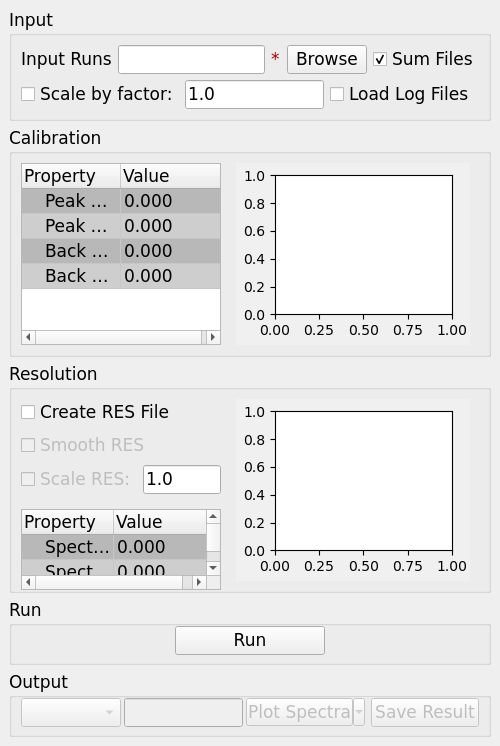 Input
Input Runs * Browse Sum Files
Scale by factor: 1.0 Load Log Files
Calibration
Property Value
Peak ... 0.000
Peak ... 0.000
Back ... 0.000
Back ... 0.000
1.0
0.8
0.6
0.4
0.2
0.0
0.00 0.25 0.50 0.75 1.00
Resolution
Create RES File
Smooth RES
Scale RES: 1.0
Property Value
Spect... 0.000
Spect... 0.000
1.0
0.8
0.6
0.4
0.2
0.0
0.00 0.25 0.50 0.75 1.00
Run
Run
Output
Plot Spectra Save Result